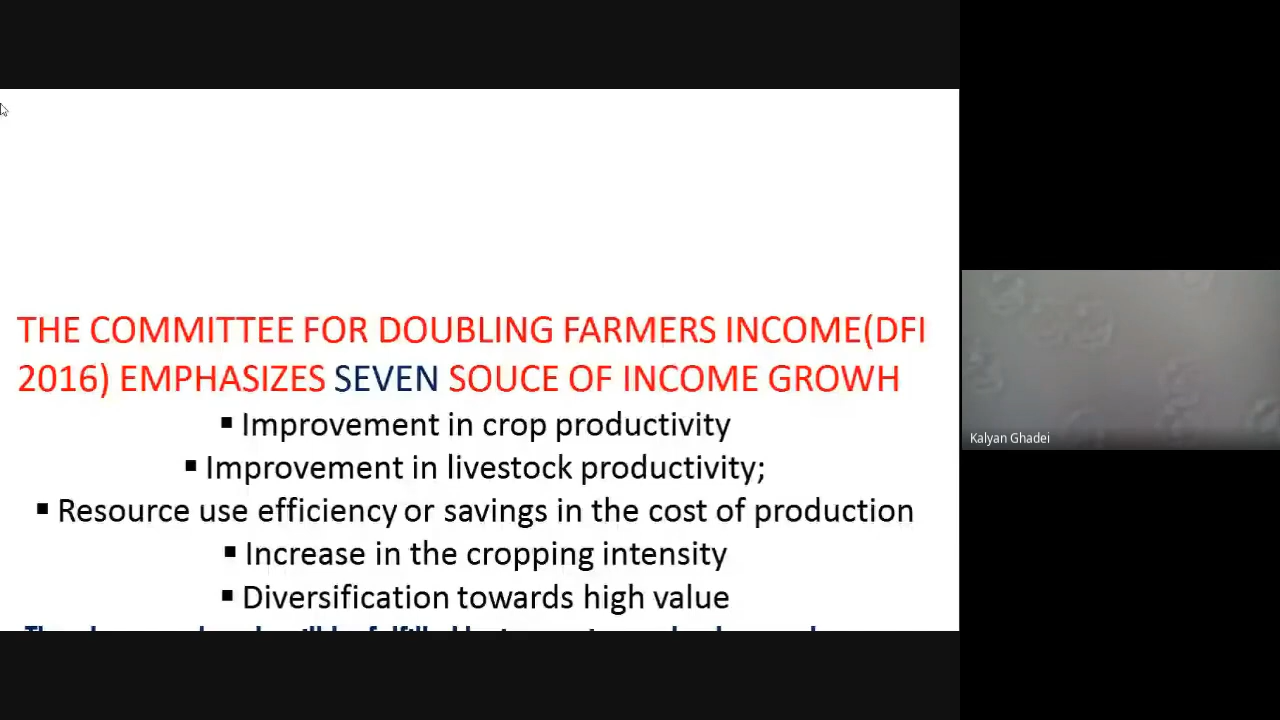 THE COMMITTEE FOR DOUBLING FARMERS INCOME(DFI
2016) EMPHASIZES SEVEN SOUCE OF INCOME GROWH
▪ Improvement in crop productivity
▪ Improvement in livestock productivity;
▪ Resource use efficiency or savings in the cost of production
▪ Increase in the cropping intensity
▪ Diversification towards high value
Kalyan Ghadei